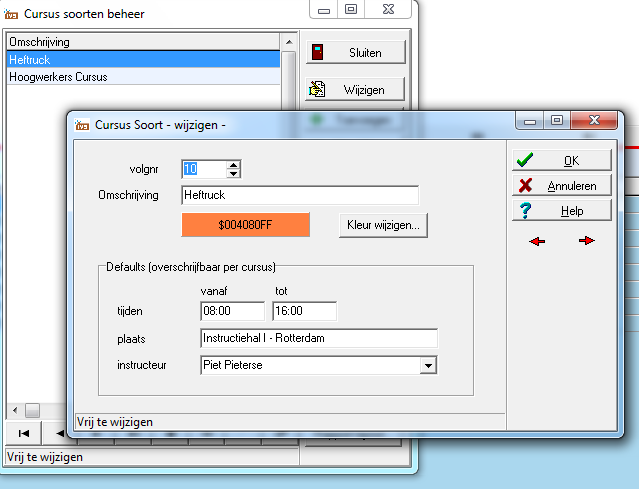 Cursus soorten beheer
Omschrijving
Heftruck
Hoogwerkers Cursus
Sluiten
Wijzigen
Cursus Soort - wijzigen -
volgnr 10
Omschrijving Heftruck
$004080FF Kleur wijzigen...
Defaults (overschrijfbaar per cursus)
vanaf tot
tijden 08:00 16:00
plaats Instructiehal I - Rotterdam
instructeur Piet Pieterse
Vrij te wijzigen
OK
Annuleren
Help
Vrij te wijzigen